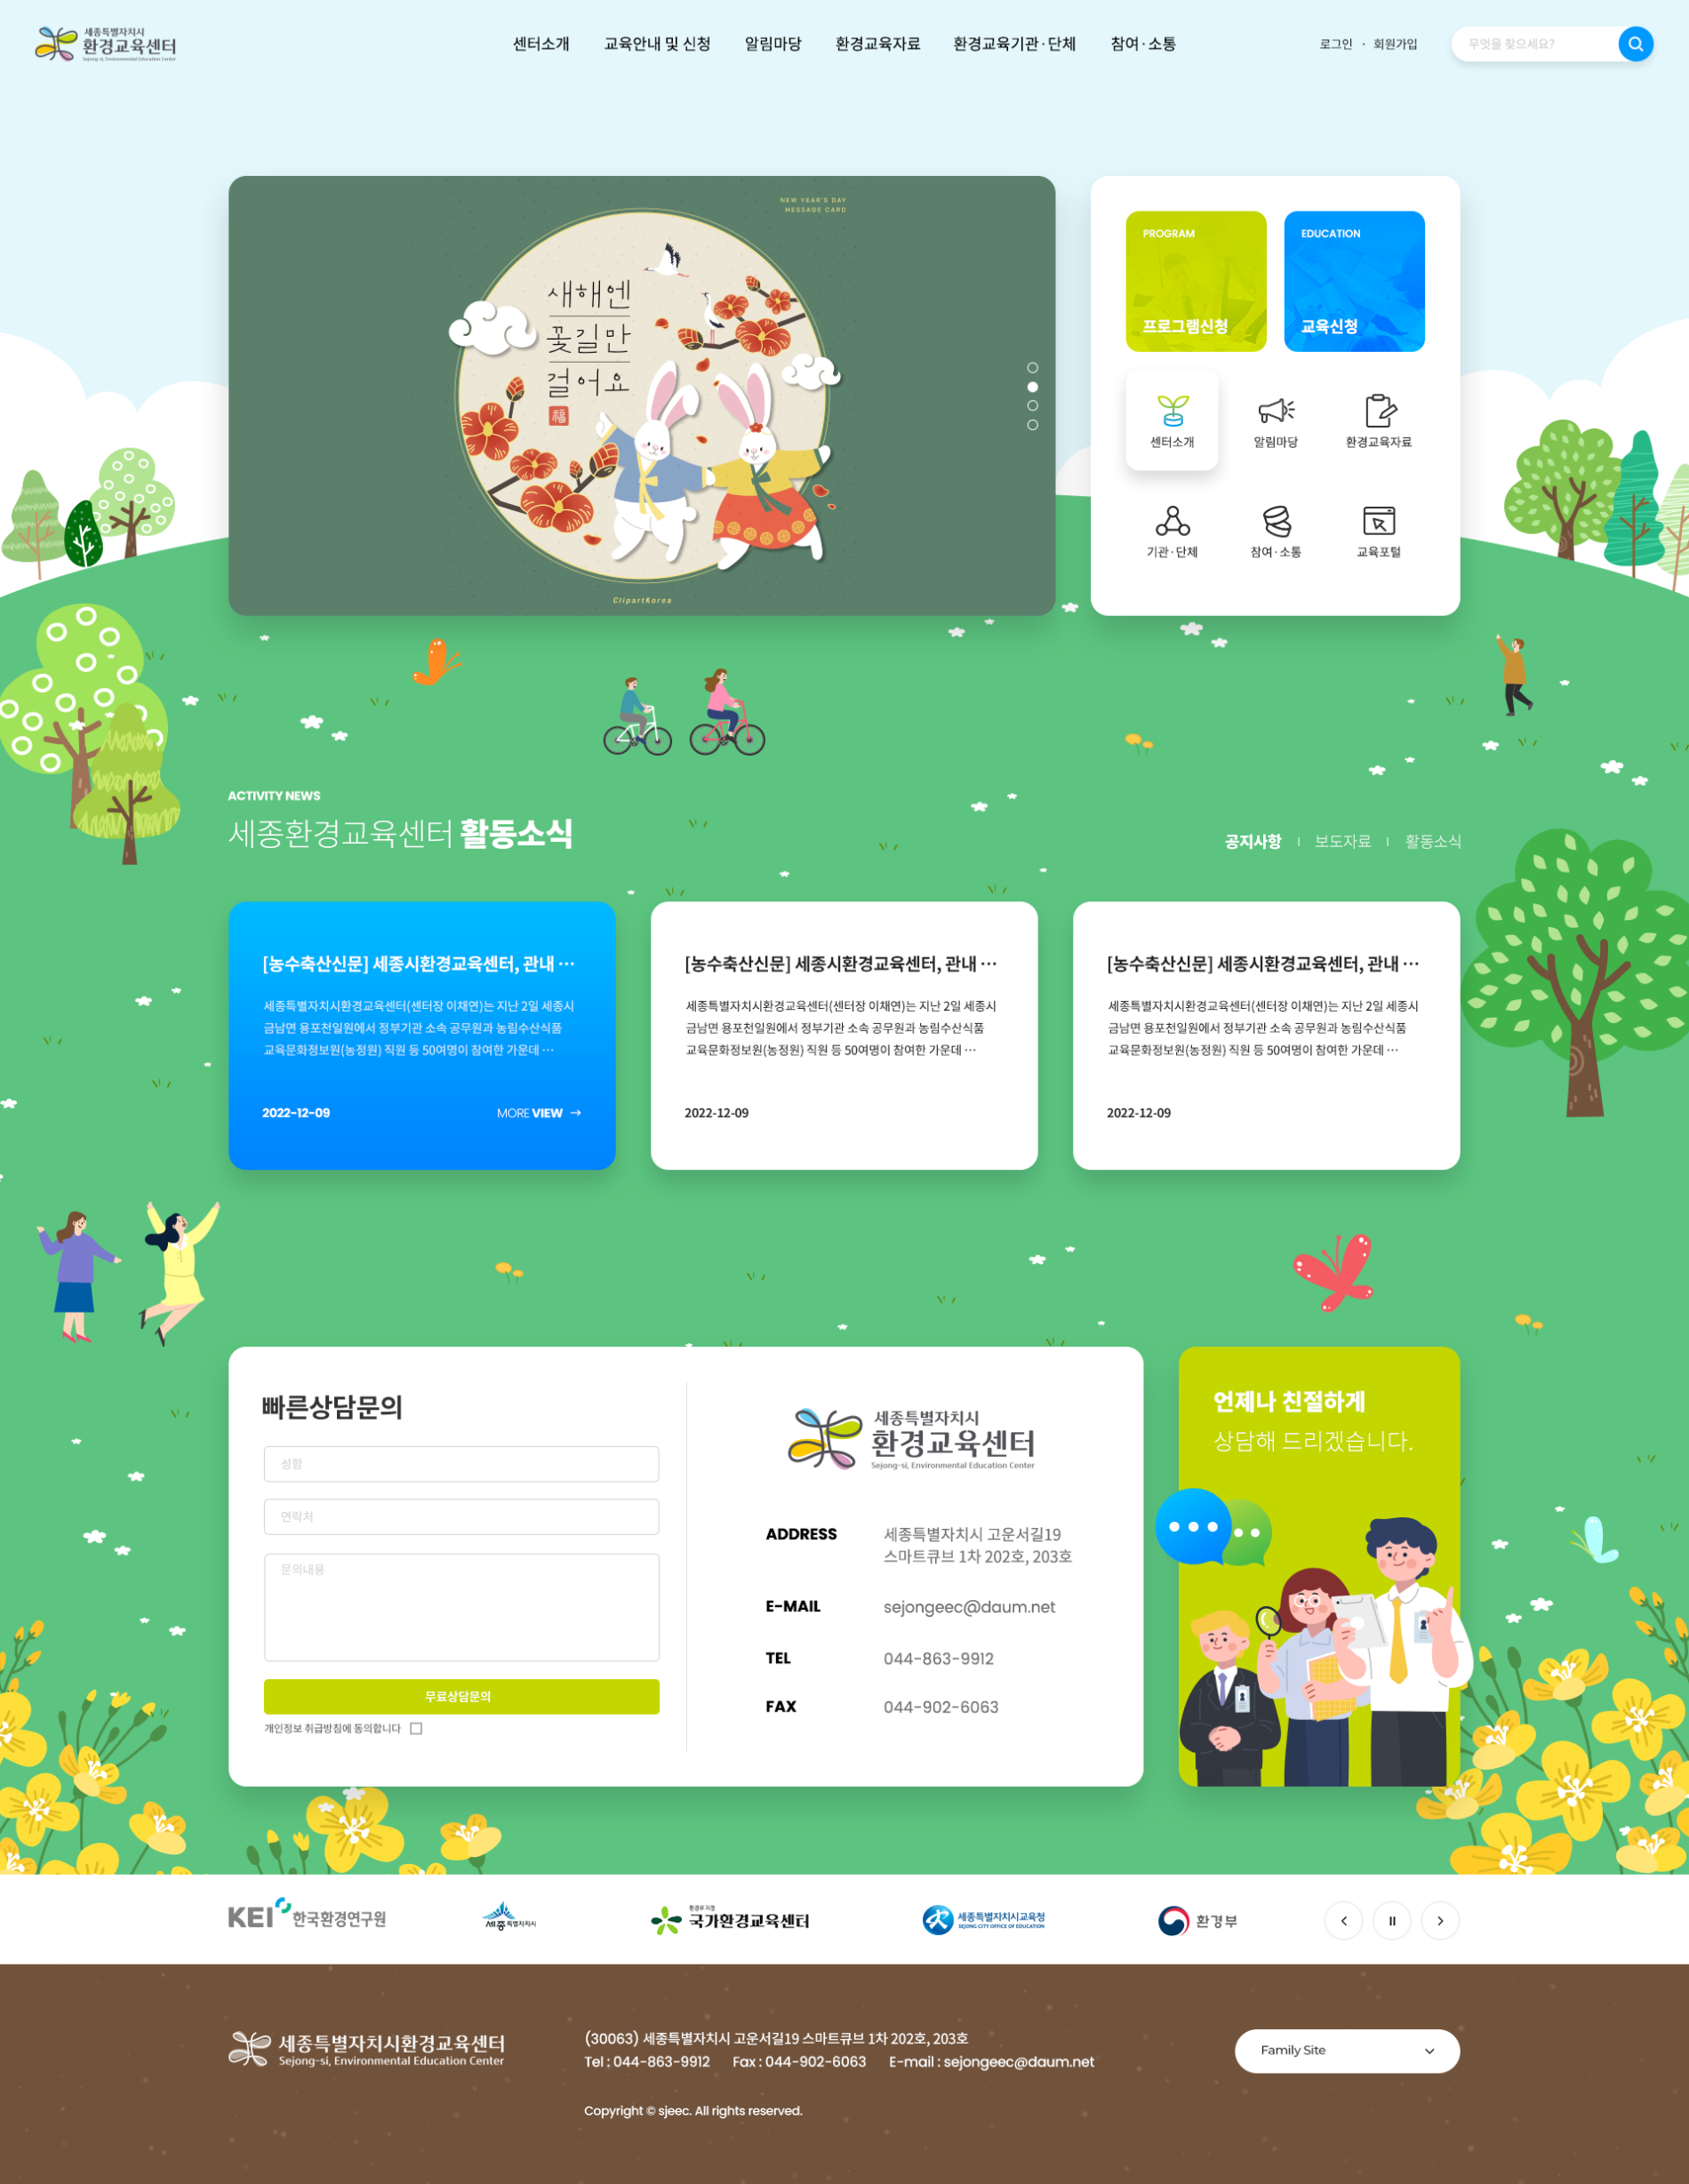 세종특별자치시
환경교육센터
Sejong-si, Environmental Education Center
센터소개 교육안내 및 신청 알림마당 환경교육자료 환경교육기관·단체 참여·소통
로그인 · 회원가입
무엇을 찾으세요?
NEW YEAR'S DAY
MESSAGE CARD
새해엔
꽃길만
걸어요
福
ClipartKorea
PROGRAM
프로그램신청
EDUCATION
교육신청
센터소개 알림마당 환경교육자료
기관·단체 참여·소통 교육포털
ACTIVITY NEWS
세종환경교육센터 활동소식
공지사항 | 보도자료 | 활동소식
[농수축산신문] 세종시환경교육센터, 관내 ···
세종특별자치시환경교육센터(센터장 이채연)는 지난 2일 세종시
금남면 용포천일원에서 정부기관 소속 공무원과 농림수산식품
교육문화정보원(농정원) 직원 등 50여명이 참여한 가운데 ···
2022-12-09 MORE VIEW →
[농수축산신문] 세종시환경교육센터, 관내 ···
세종특별자치시환경교육센터(센터장 이채연)는 지난 2일 세종시
금남면 용포천일원에서 정부기관 소속 공무원과 농림수산식품
교육문화정보원(농정원) 직원 등 50여명이 참여한 가운데 ···
2022-12-09
[농수축산신문] 세종시환경교육센터, 관내 ···
세종특별자치시환경교육센터(센터장 이채연)는 지난 2일 세종시
금남면 용포천일원에서 정부기관 소속 공무원과 농림수산식품
교육문화정보원(농정원) 직원 등 50여명이 참여한 가운데 ···
2022-12-09
빠른상담문의
성함
연락처
문의내용
무료상담문의
개인정보 취급방침에 동의합니다
세종특별자치시
환경교육센터
Sejong-si, Environmental Education Center
ADDRESS 세종특별자치시 고운서길19
스마트큐브 1차 202호, 203호
E-MAIL sejongeec@daum.net
TEL 044-863-9912
FAX 044-902-6063
언제나 친절하게
상담해 드리겠습니다.
KEI 한국환경연구원
세종특별자치시
환경부 지정
국가환경교육센터
세종특별자치시교육청
SEJONG CITY OFFICE OF EDUCATION
환경부
세종특별자치시환경교육센터
Sejong-si, Environmental Education Center
(30063) 세종특별자치시 고운서길19 스마트큐브 1차 202호, 203호
Tel : 044-863-9912 Fax : 044-902-6063 E-mail : sejongeec@daum.net
Copyright © sjeec. All rights reserved.
Family Site